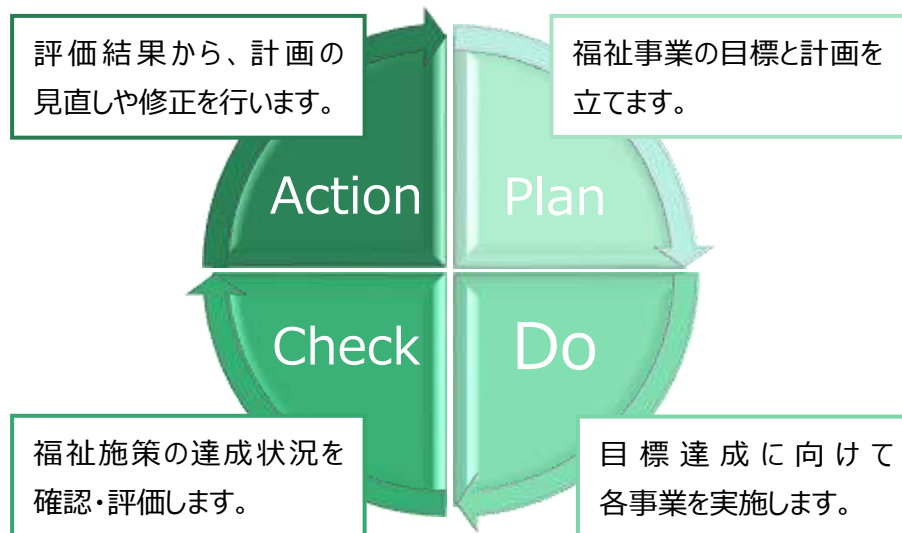 評価結果から、計画の
見直しや修正を行います。
福祉事業の目標と計画を
立てます。
Action
Plan
Check
Do
福祉施策の達成状況を
確認・評価します。
目標達成に向けて
各事業を実施します。